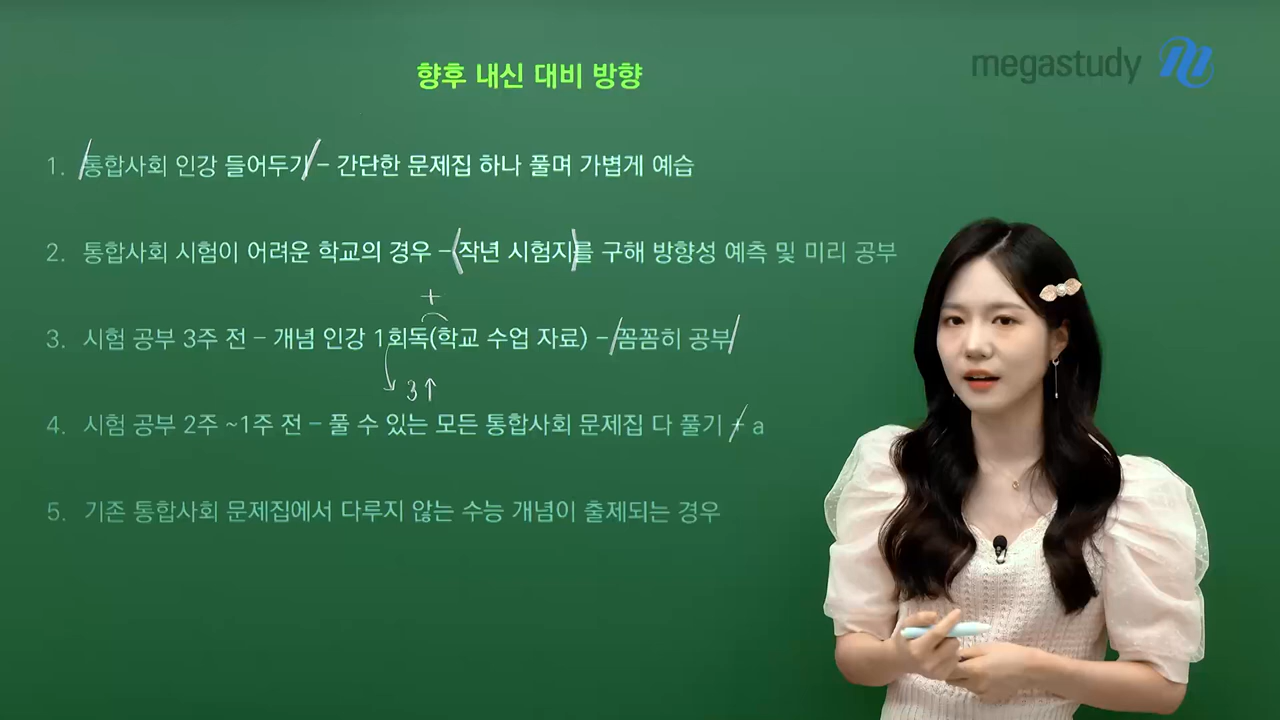 향후 내신 대비 방향
megastudy
1. 통합사회 인강 들어두기 – 간단한 문제집 하나 풀며 가볍게 예습
2. 통합사회 시험이 어려운 학교의 경우 – 작년 시험지를 구해 방향성 예측 및 미리 공부
+
3. 시험 공부 3주 전 – 개념 인강 1회독(학교 수업 자료) – 꼼꼼히 공부
3↑
4. 시험 공부 2주 ~1주 전 – 풀 수 있는 모든 통합사회 문제집 다 풀기 + a
5. 기존 통합사회 문제집에서 다루지 않는 수능 개념이 출제되는 경우